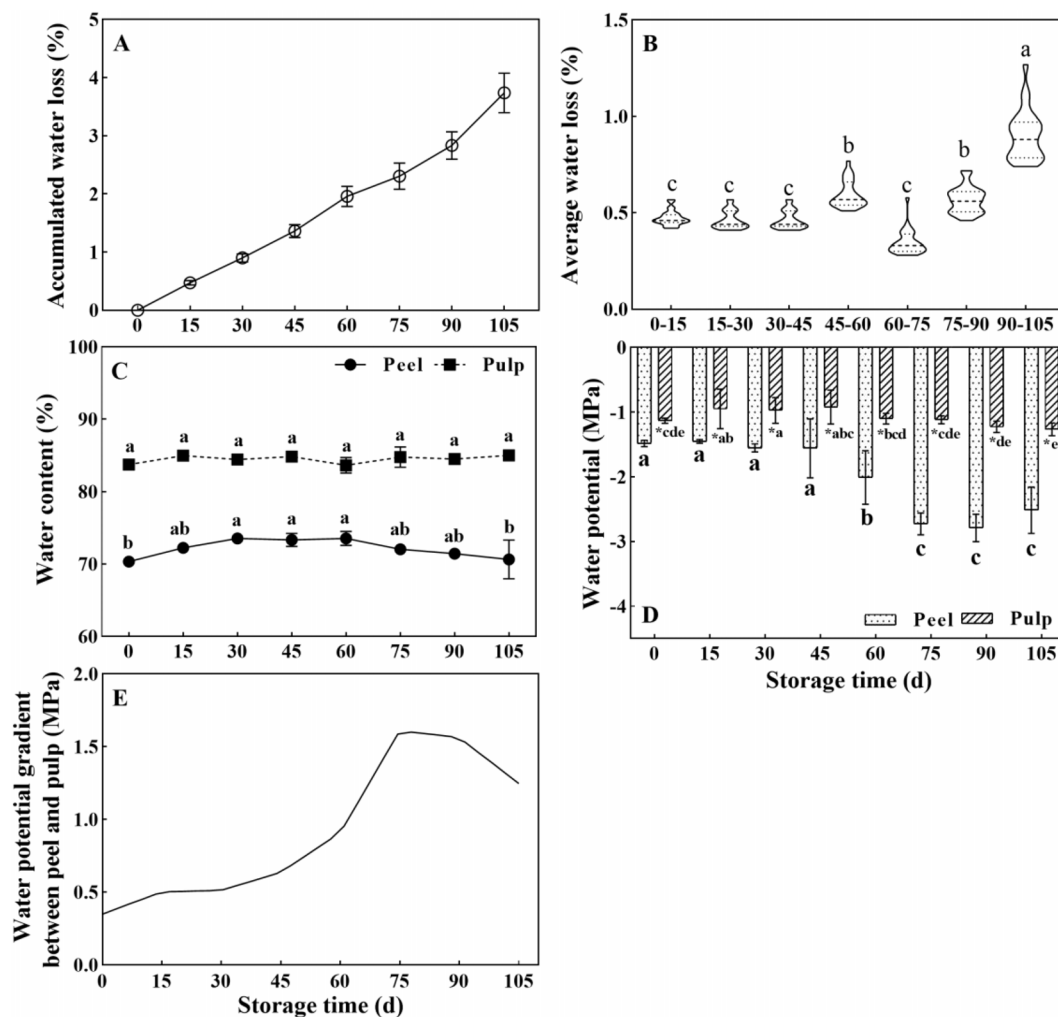 A
Accumulated water loss (%)
5
4
3
2
1
0
0 15 30 45 60 75 90 105
B
Average water loss (%)
1.5
1.0
0.5
0.0
c c c b c b a
0-15 15-30 30-45 45-60 60-75 75-90 90-105
C
Peel Pulp
Water content (%)
100
90
80
70
60
a a a a a a a a
b ab a a a ab ab b
0 15 30 45 60 75 90 105
D
Water potential (MPa)
0
-1
-2
-3
-4
*cde *ab *a *abc *bcd *cde *de *e
a a a a b c c c
Peel Pulp
0 15 30 45 60 75 90 105
Storage time (d)
E
Water potential gradient
between peel and pulp (MPa)
2.0
1.5
1.0
0.5
0.0
0 15 30 45 60 75 90 105
Storage time (d)